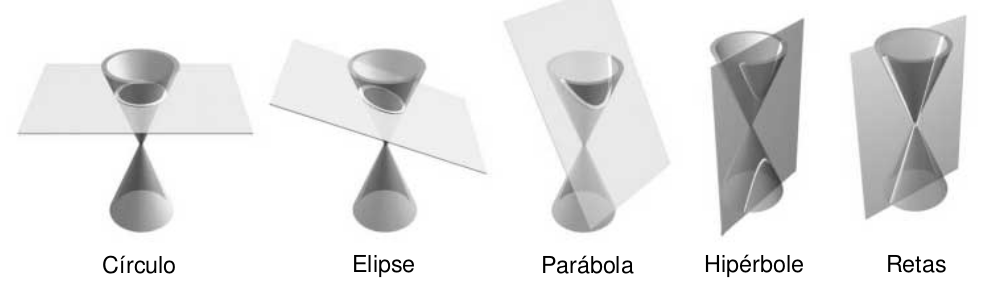 Círculo
Elipse
Parábola
Hipérbole
Retas